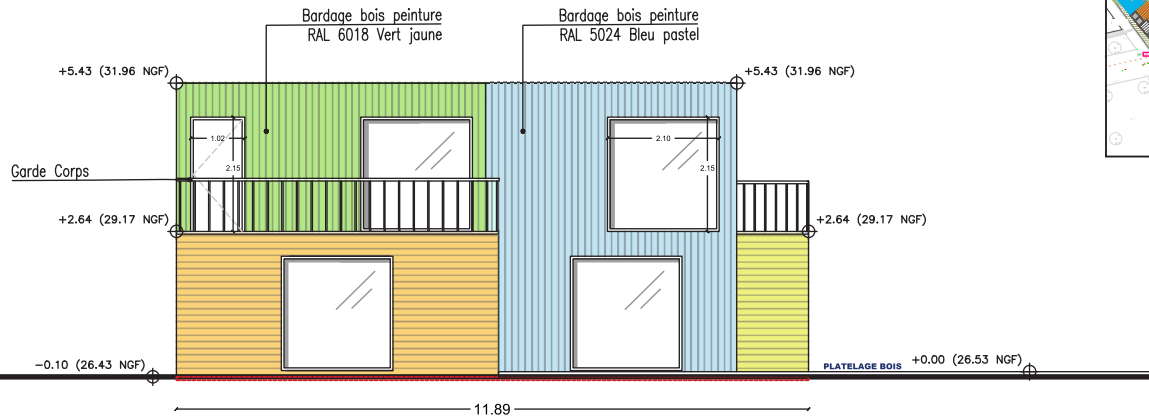 Bardage bois peinture
RAL 6018 Vert jaune
Bardage bois peinture
RAL 5024 Bleu pastel
+5.43 (31.96 NGF)
+5.43 (31.96 NGF)
1.02
2.15
2.10
2.15
Garde Corps
+2.64 (29.17 NGF)
+2.64 (29.17 NGF)
-0.10 (26.43 NGF)
PLATELAGE BOIS
+0.00 (26.53 NGF)
11.89